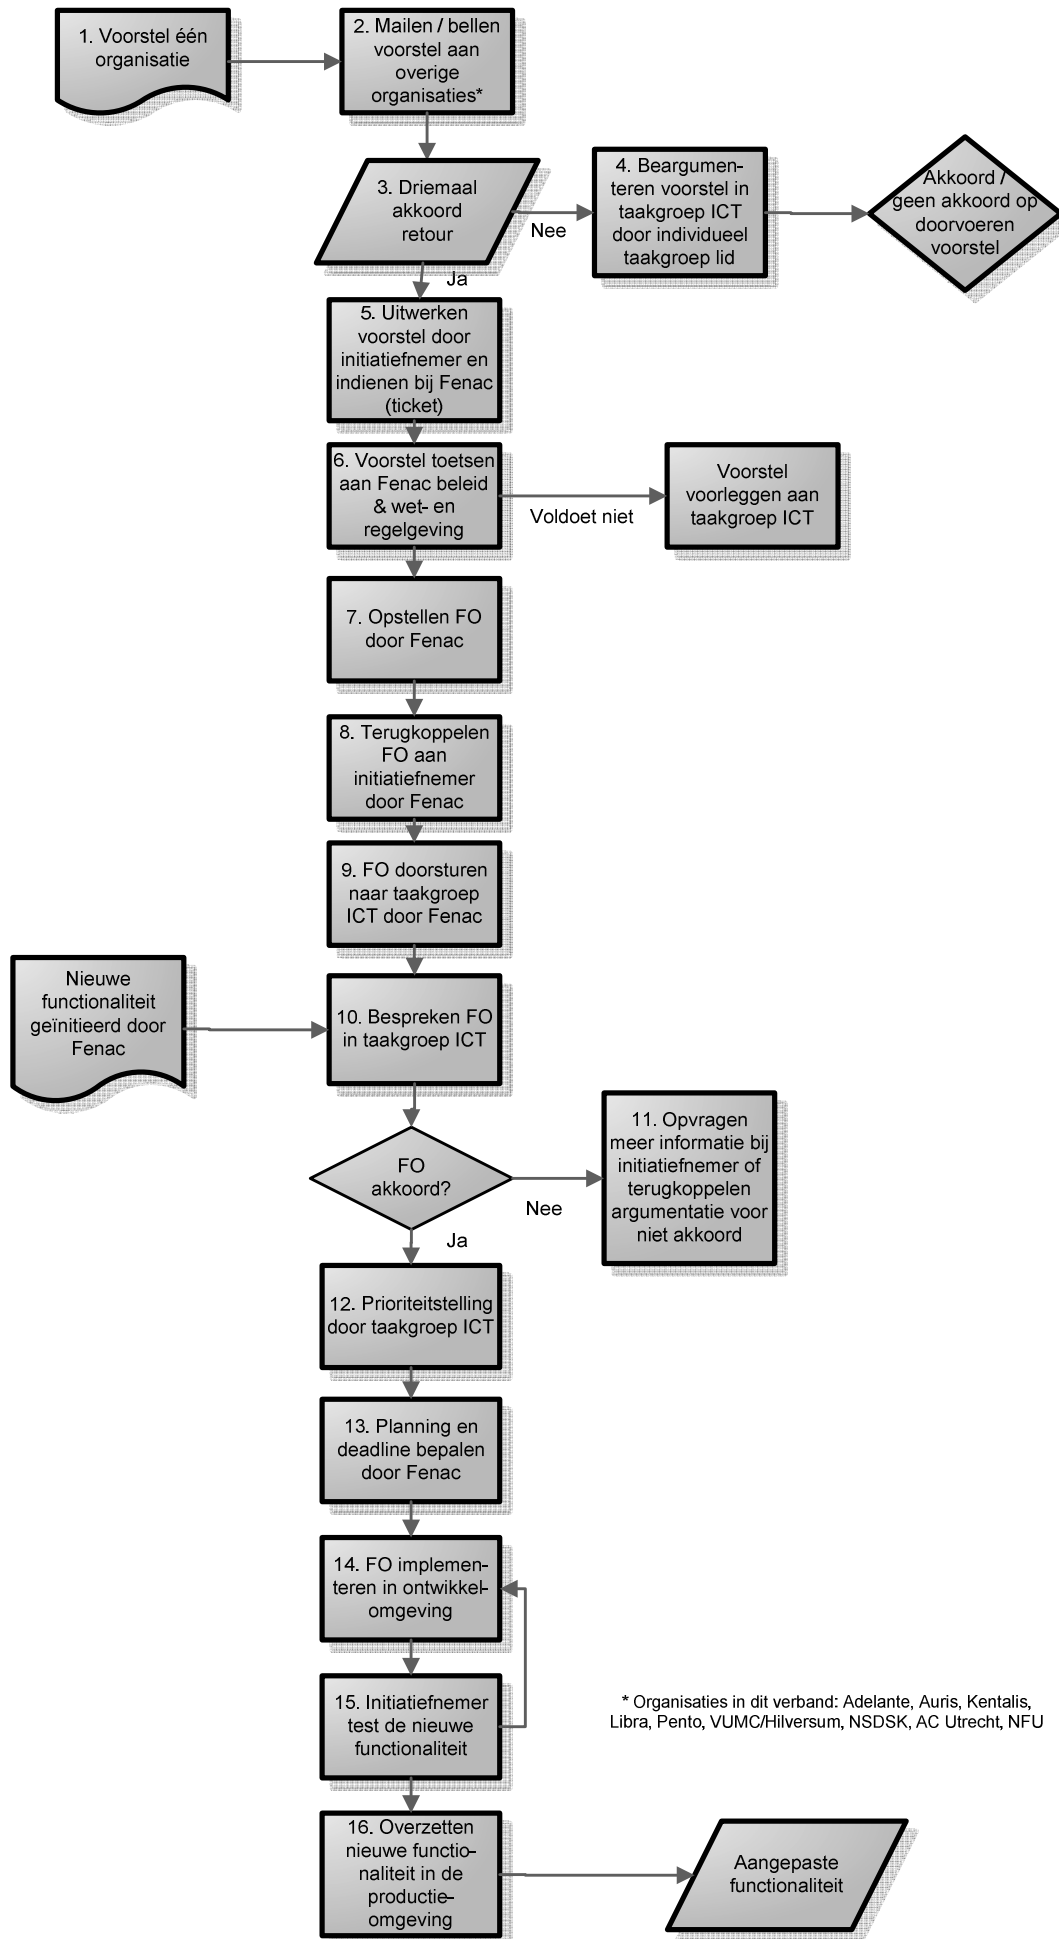 1. Voorstel één
organisatie
2. Mailen / bellen
voorstel aan
overige
organisaties*
3. Driemaal
akkoord
retour
Nee
4. Beargumen-
teren voorstel in
taakgroep ICT
door individueel
taakgroep lid
Akkoord /
geen akkoord op
doorvoeren
voorstel
Ja
5. Uitwerken
voorstel door
initiatiefnemer en
indienen bij Fenac
(ticket)
6. Voorstel toetsen
aan Fenac beleid
& wet- en
regelgeving
Voldoet niet
Voorstel
voorleggen aan
taakgroep ICT
7. Opstellen FO
door Fenac
8. Terugkoppelen
FO aan
initiatiefnemer
door Fenac
9. FO doorsturen
naar taakgroep
ICT door Fenac
Nieuwe
functionaliteit
geïnitieerd door
Fenac
10. Bespreken FO
in taakgroep ICT
FO
akkoord?
Nee
11. Opvragen
meer informatie bij
initiatiefnemer of
terugkoppelen
argumentatie voor
niet akkoord
Ja
12. Prioriteitstelling
door taakgroep ICT
13. Planning en
deadline bepalen
door Fenac
14. FO implemen-
teren in ontwikkel-
omgeving
15. Initiatiefnemer
test de nieuwe
functionaliteit
* Organisaties in dit verband: Adelante, Auris, Kentalis,
Libra, Pento, VUMC/Hilversum, NSDSK, AC Utrecht, NFU
16. Overzetten
nieuwe functio-
naliteit in de
productie-
omgeving
Aangepaste
functionaliteit